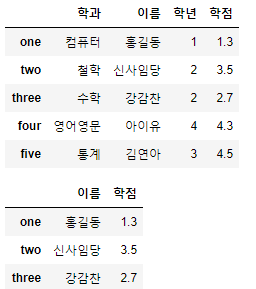 학과 이름 학년 학점
one 컴퓨터 홍길동 1 1.3
two 철학 신사임당 2 3.5
three 수학 강감찬 2 2.7
four 영어영문 아이유 4 4.3
five 통계 김연아 3 4.5
이름 학점
one 홍길동 1.3
two 신사임당 3.5
three 강감찬 2.7